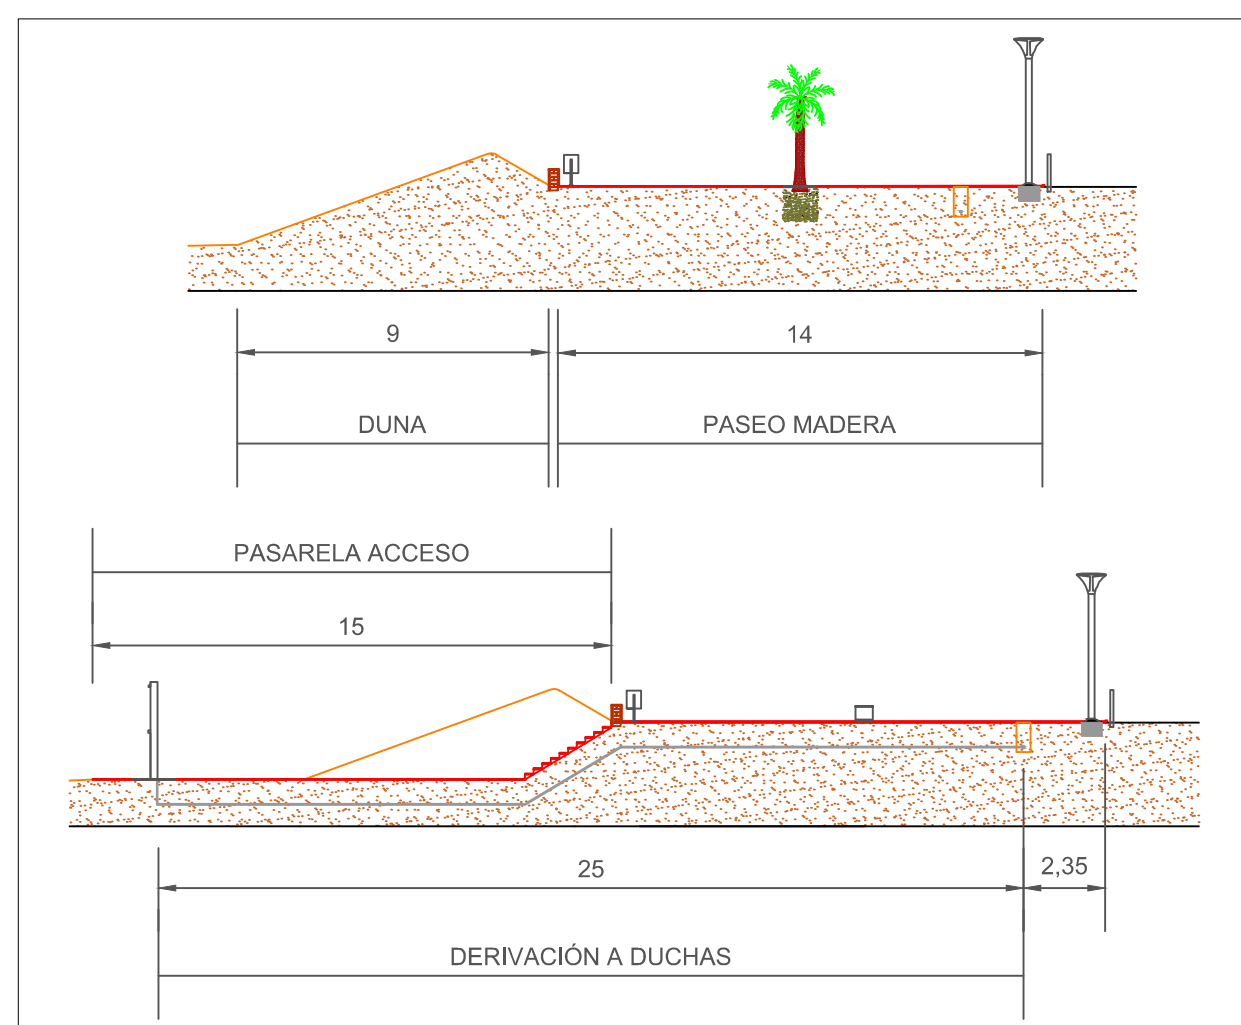 9
14
DUNA
PASEO MADERA
PASARELA ACCESO
15
25
2,35
DERIVACIÓN A DUCHAS